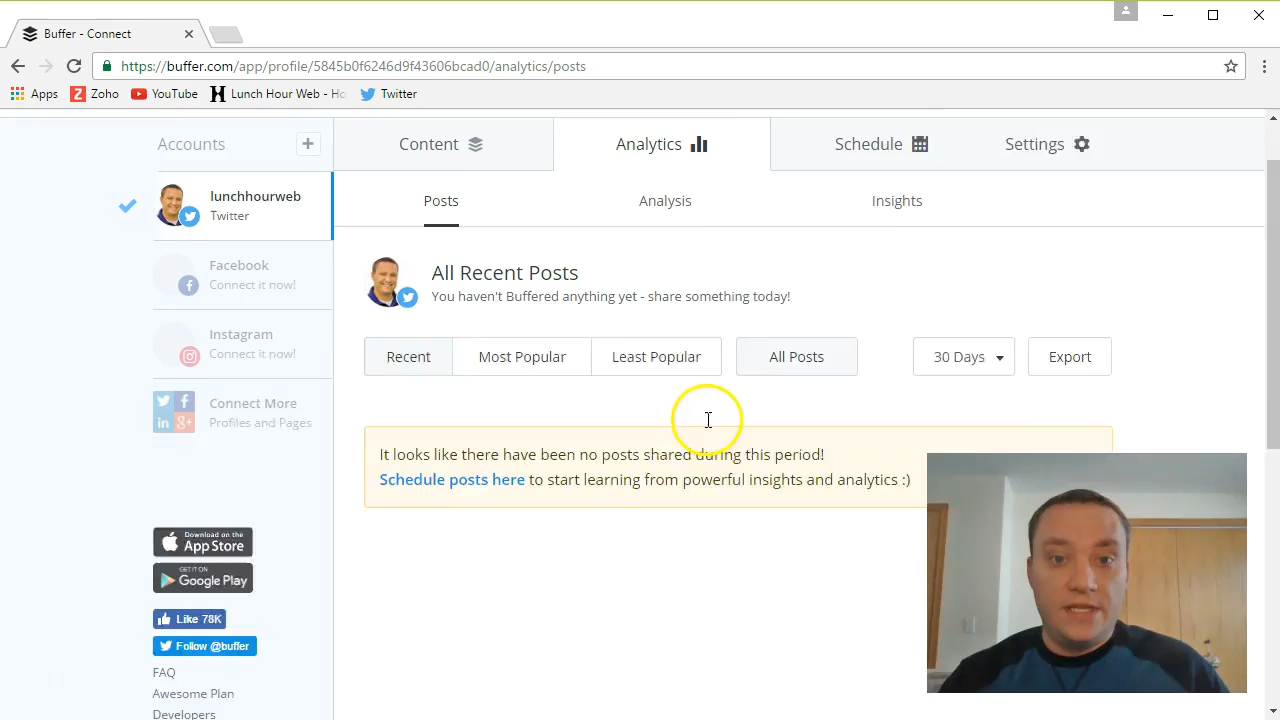 Buffer - Connect
https://buffer.com/app/profile/5845b0f6246d9f43606bcad0/analytics/posts
Apps Zoho YouTube Lunch Hour Web - Ho Twitter
Accounts +
Content Analytics Schedule Settings
lunchhourweb
Twitter
Posts Analysis Insights
Facebook
Connect it now!
All Recent Posts
You haven't Buffered anything yet - share something today!
Instagram
Connect it now!
Recent Most Popular Least Popular All Posts 30 Days Export
Connect More
Profiles and Pages
It looks like there have been no posts shared during this period!
Schedule posts here to start learning from powerful insights and analytics :)
Download on the
App Store
GET IT ON
Google Play
Like 78K
Follow @buffer
FAQ
Awesome Plan
Developers